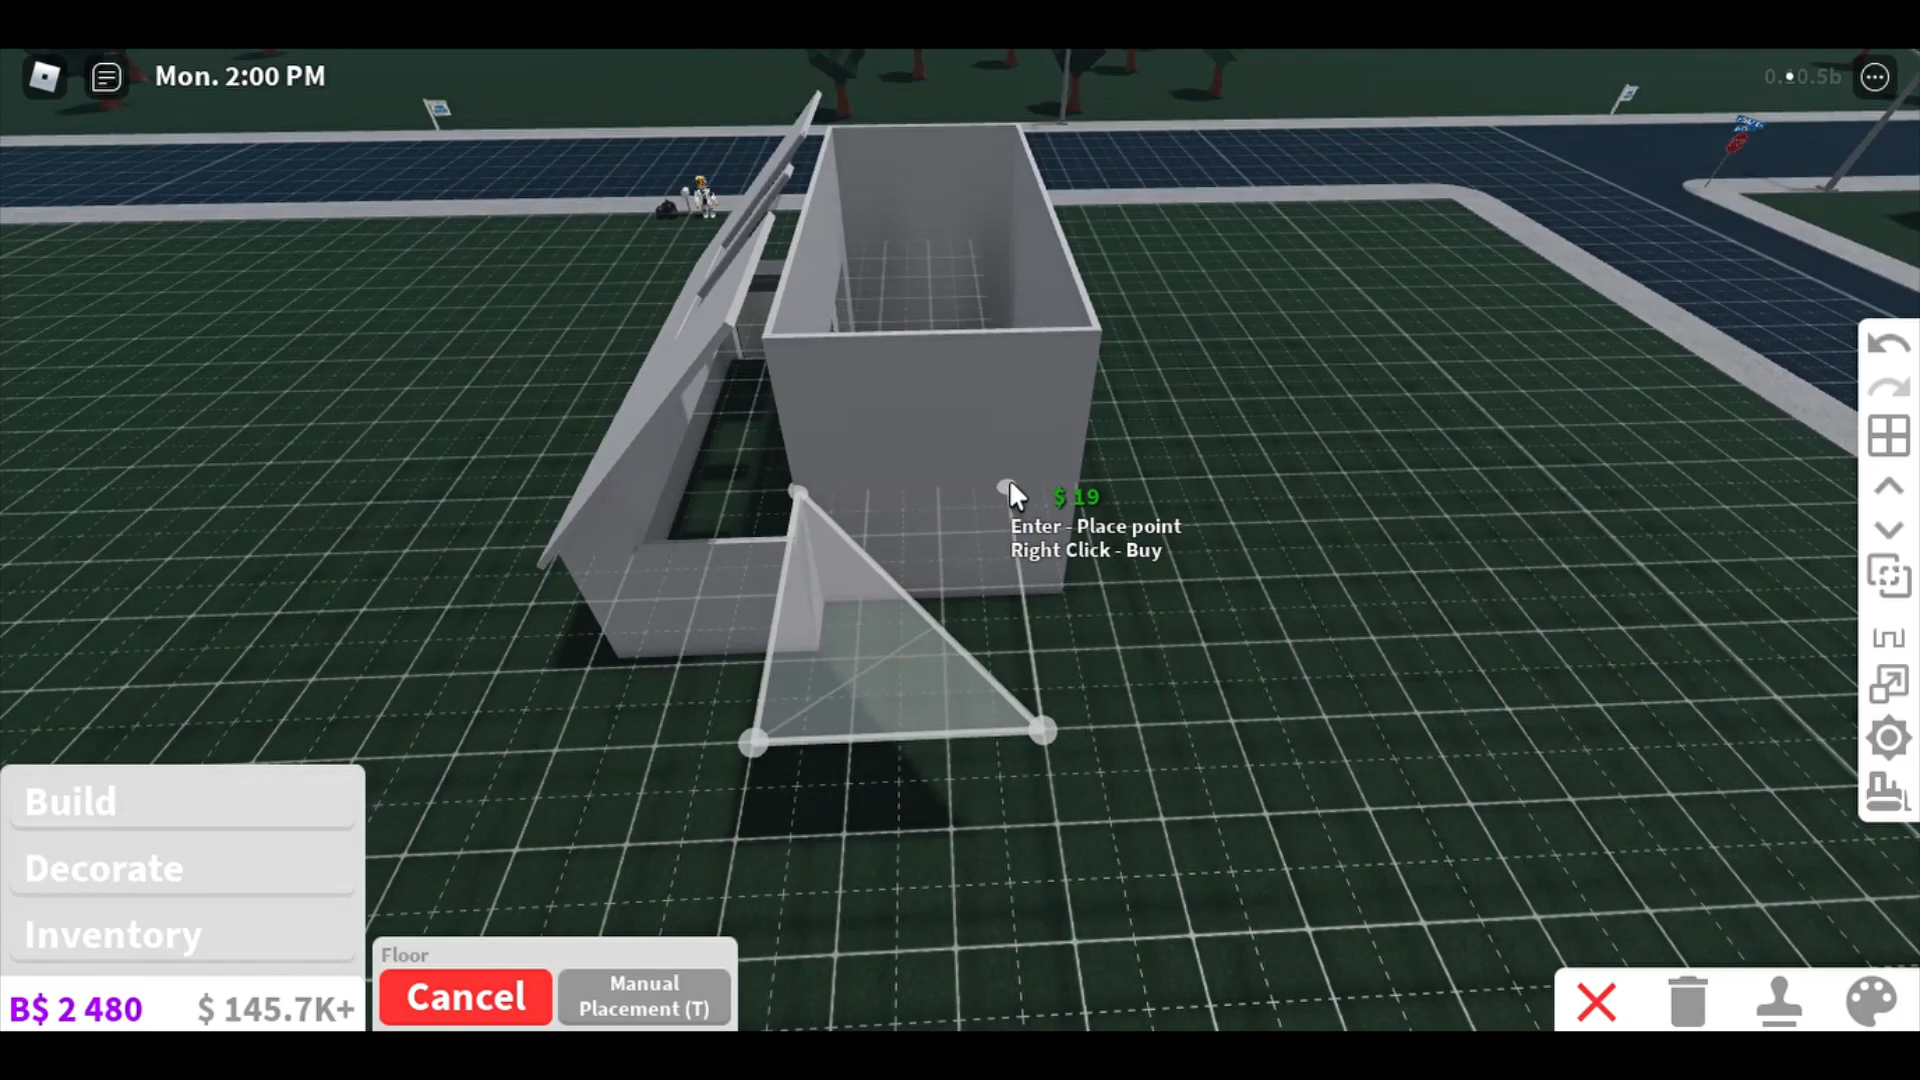 Mon. 2:00 PM
$ 19
Enter - Place point
Right Click - Buy
Build
Decorate
Inventory
B$ 2 480
$ 145.7K+
Floor
Cancel
Manual
Placement (T)